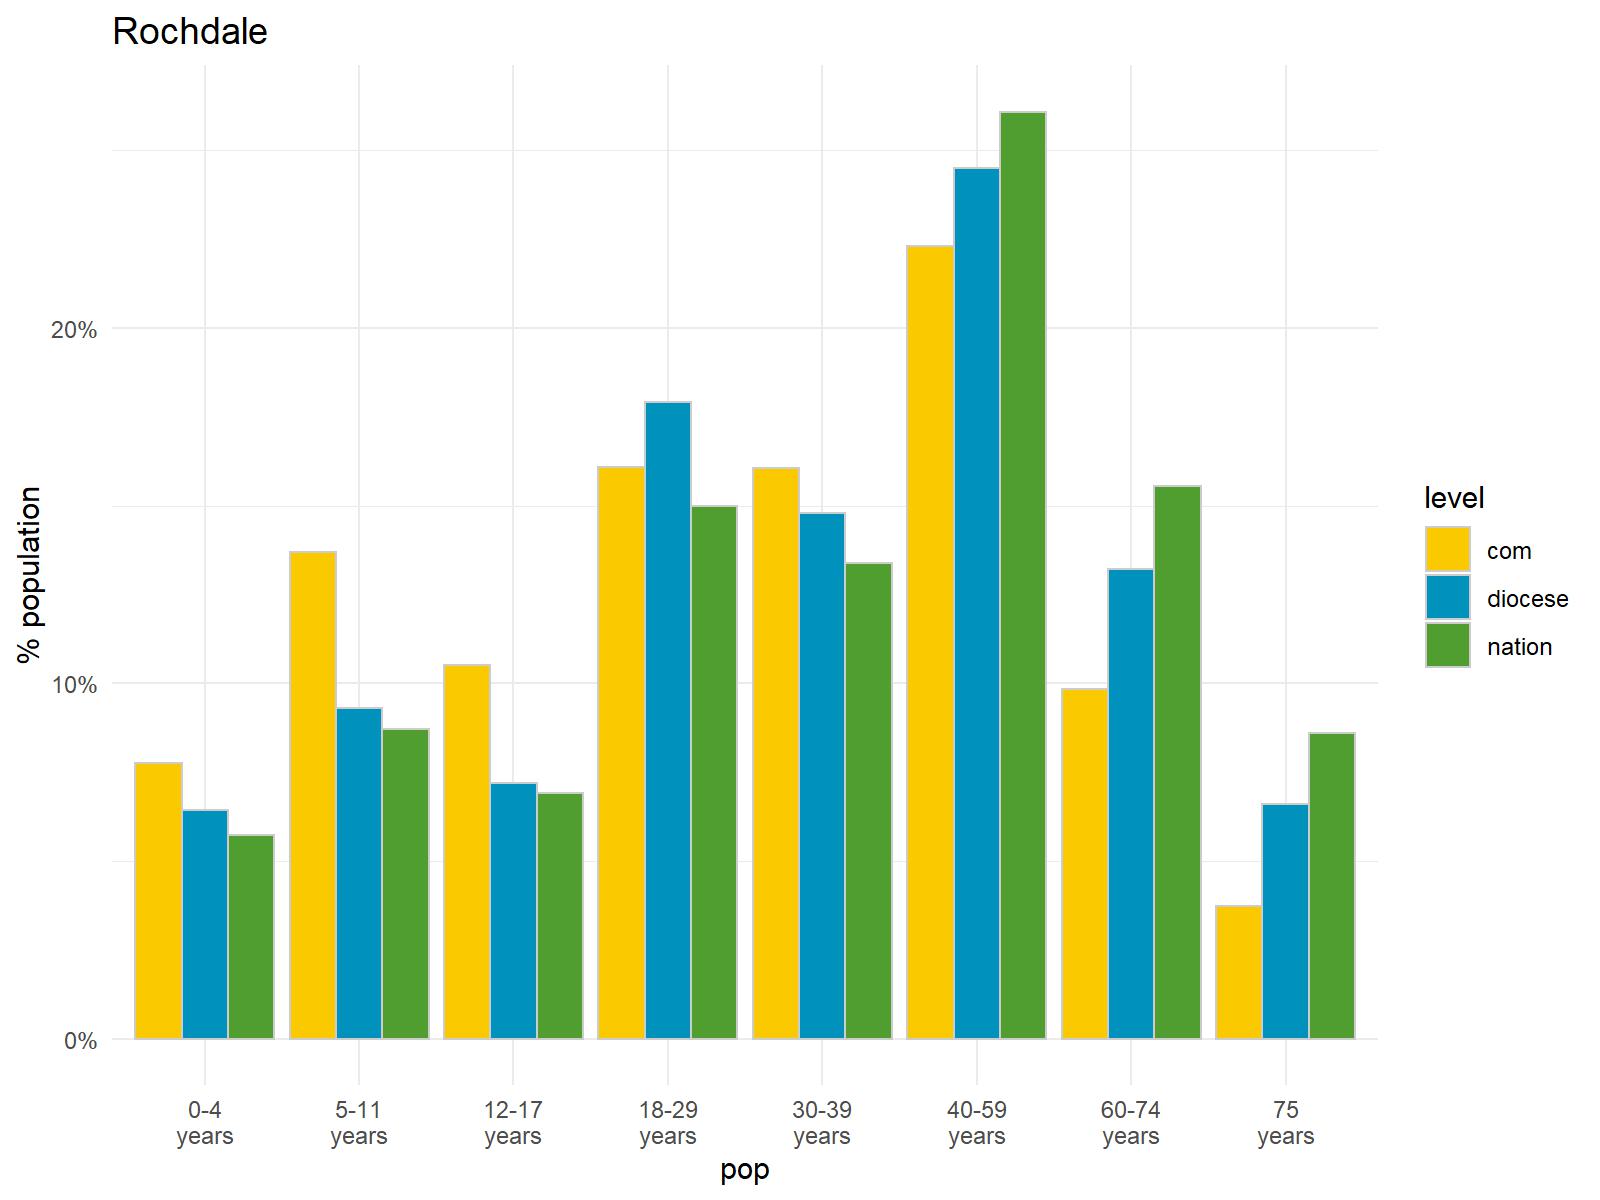 Rochdale
% population
20%
10%
0%
0-4
years
5-11
years
12-17
years
18-29
years
30-39
years
40-59
years
60-74
years
75
years
pop
level
com
diocese
nation